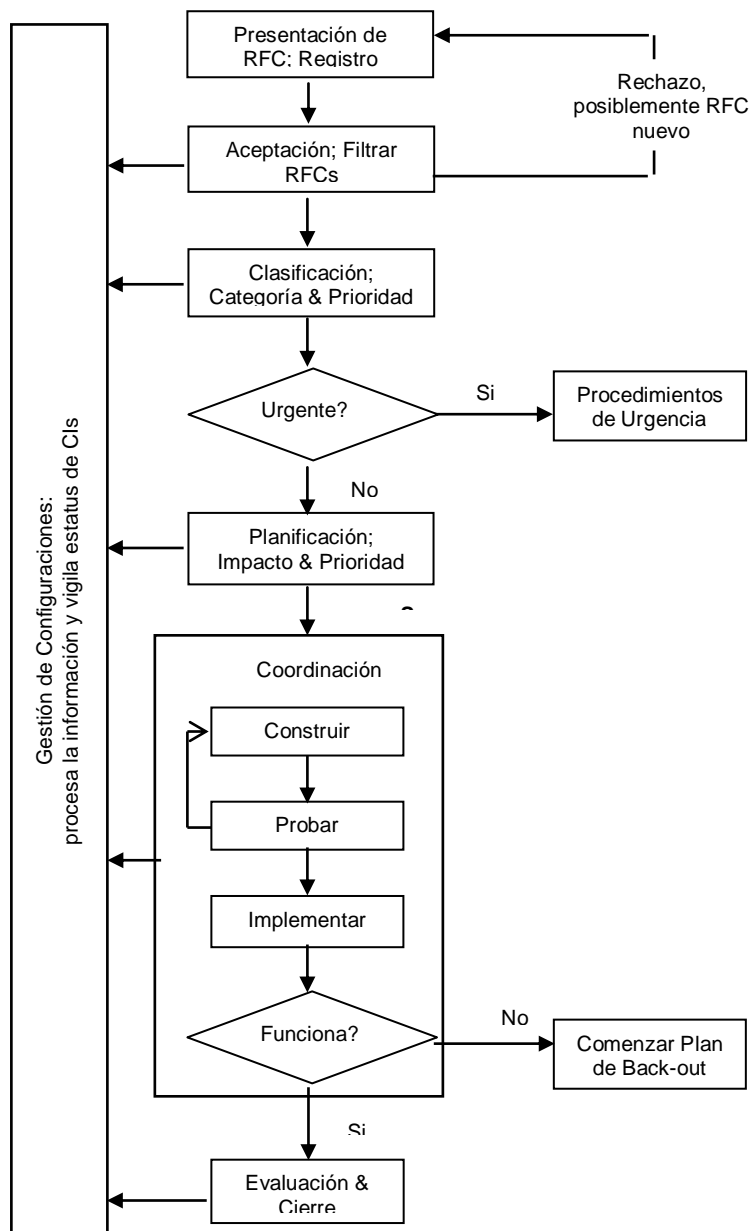 Presentación de
RFC; Registro
Rechazo,
posiblemente RFC
nuevo
Aceptación; Filtrar
RFCs
Clasificación;
Categoría & Prioridad
Urgente?
Si
Procedimientos
de Urgencia
No
Planificación;
Impacto & Prioridad
Coordinación
Construir
Probar
Implementar
Funciona?
No
Comenzar Plan
de Back-out
Si
Evaluación &
Cierre
Gestión de Configuraciones:
procesa la información y vigila estatus de CIs